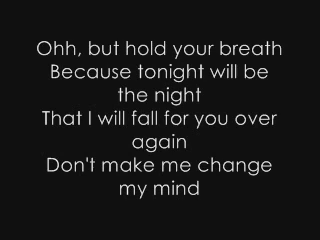 Ohh, but hold your breath
Because tonight will be
the night
That I will fall for you over
again
Don't make me change
my mind